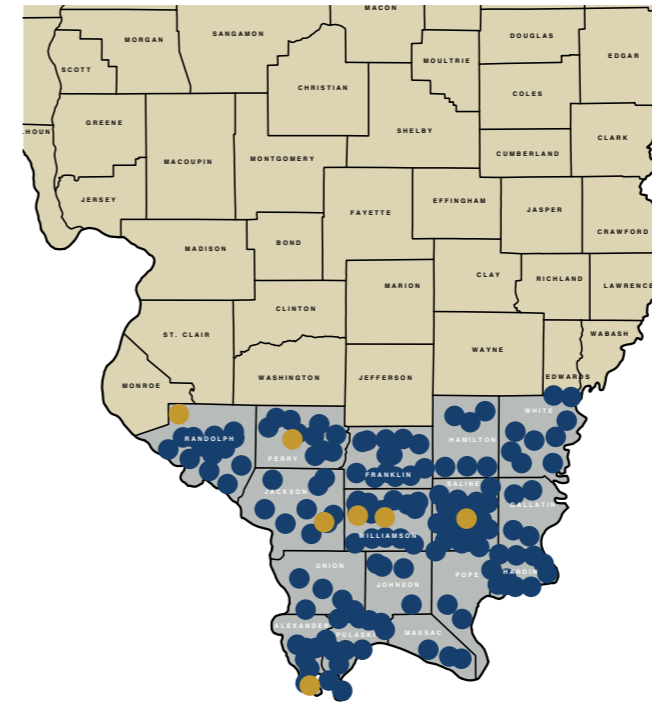 MACON
SANGAMON
MORGAN
DOUGLAS
EDGAR
MOULTRIE
SCOTT
CHRISTIAN
COLES
GREENE
SHELBY
LHOUN
CLARK
MACOUPIN
MONTGOMERY
CUMBERLAND
JERSEY
EFFINGHAM
FAYETTE
JASPER
CRAWFORD
BOND
MADISON
CLAY
RICHLAND
MARION
LAWRENCE
CLINTON
ST. CLAIR
WABASH
WAYNE
WASHINGTON
JEFFERSON
EDWARDS
MONROE
WHITE
RANDOLPH
HAMILTON
PERRY
FRANKLIN
SALINE
JACKSON
GALLATIN
WILLIAMSON
UNION
HARDIN
POPE
JOHNSON
ALEXANDER
MASSAC
PULASKI